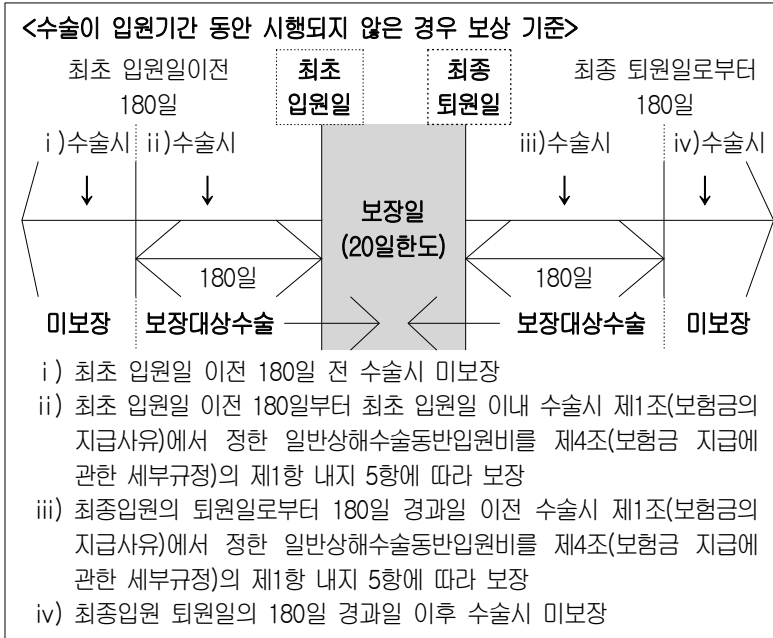 <수술이 입원기간 동안 시행되지 않은 경우 보상 기준>
최초 입원일이전
180일
최초
입원일
최종
퇴원일
최종 퇴원일로부터
180일
ⅰ)수술시
ⅱ)수술시
ⅲ)수술시
ⅳ)수술시
보장일
(20일한도)
180일
180일
미보장
보장대상수술
보장대상수술
미보장
ⅰ) 최초 입원일 이전 180일 전 수술시 미보장
ⅱ) 최초 입원일 이전 180일부터 최초 입원일 이내 수술시 제1조(보험금의
지급사유)에서 정한 일반상해수술동반입원비를 제4조(보험금 지급에
관한 세부규정)의 제1항 내지 5항에 따라 보장
ⅲ) 최종입원의 퇴원일로부터 180일 경과일 이전 수술시 제1조(보험금의
지급사유)에서 정한 일반상해수술동반입원비를 제4조(보험금 지급에
관한 세부규정)의 제1항 내지 5항에 따라 보장
ⅳ) 최종입원 퇴원일의 180일 경과일 이후 수술시 미보장